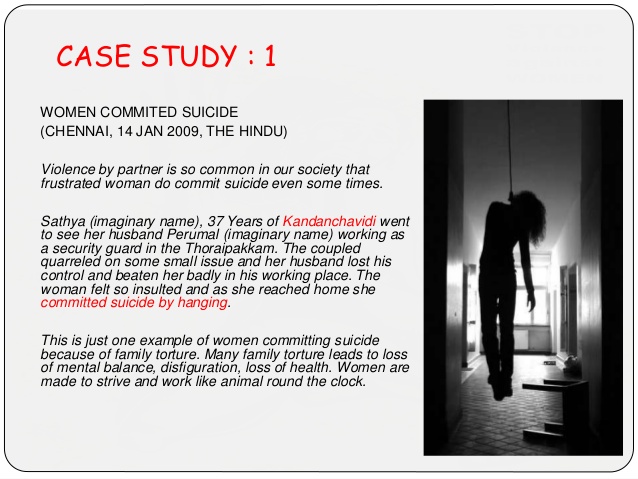 CASE STUDY : 1
WOMEN COMMITED SUICIDE
(CHENNAI, 14 JAN 2009, THE HINDU)
Violence by partner is so common in our society that
frustrated woman do commit suicide even some times.
Sathya (imaginary name), 37 Years of Kandanchavidi went
to see her husband Perumal (imaginary name) working as
a security guard in the Thoraipakkam. The coupled
quarreled on some small issue and her husband lost his
control and beaten her badly in his working place. The
woman felt so insulted and as she reached home she
committed suicide by hanging.
This is just one example of women committing suicide
because of family torture. Many family torture leads to loss
of mental balance, disfiguration, loss of health. Women are
made to strive and work like animal round the clock.